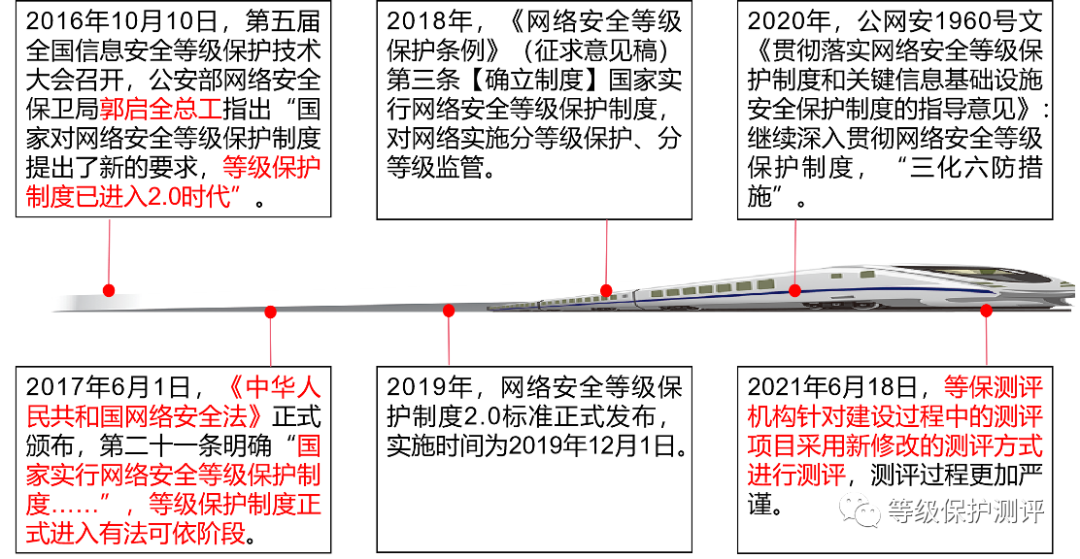 2016年10月10日，第五届
全国信息安全等级保护技术
大会召开，公安部网络安全
保卫局郭启全总工指出“国
家对网络安全等级保护制度
提出了新的要求，等级保护
制度已进入2.0时代”。
2018年，《网络安全等级
保护条例》（征求意见稿）
第三条【确立制度】国家实
行网络安全等级保护制度，
对网络实施分等级保护、分
等级监管。
2020年，公网安1960号文
《贯彻落实网络安全等级保
护制度和关键信息基础设施
安全保护制度的指导意见》：
继续深入贯彻网络安全等级
保护制度，“三化六防措
施”。
2017年6月1日，《中华人
民共和国网络安全法》正式
颁布，第二十一条明确“国
家实行网络安全等级保护制
度……”，等级保护制度正
式进入有法可依阶段。
2019年，网络安全等级保
护制度2.0标准正式发布，
实施时间为2019年12月1日。
2021年6月18日，等保测评
机构针对建设过程中的测评
项目采用新修改的测评方式
进行测评，测评过程更加严
谨。
等级保护测评